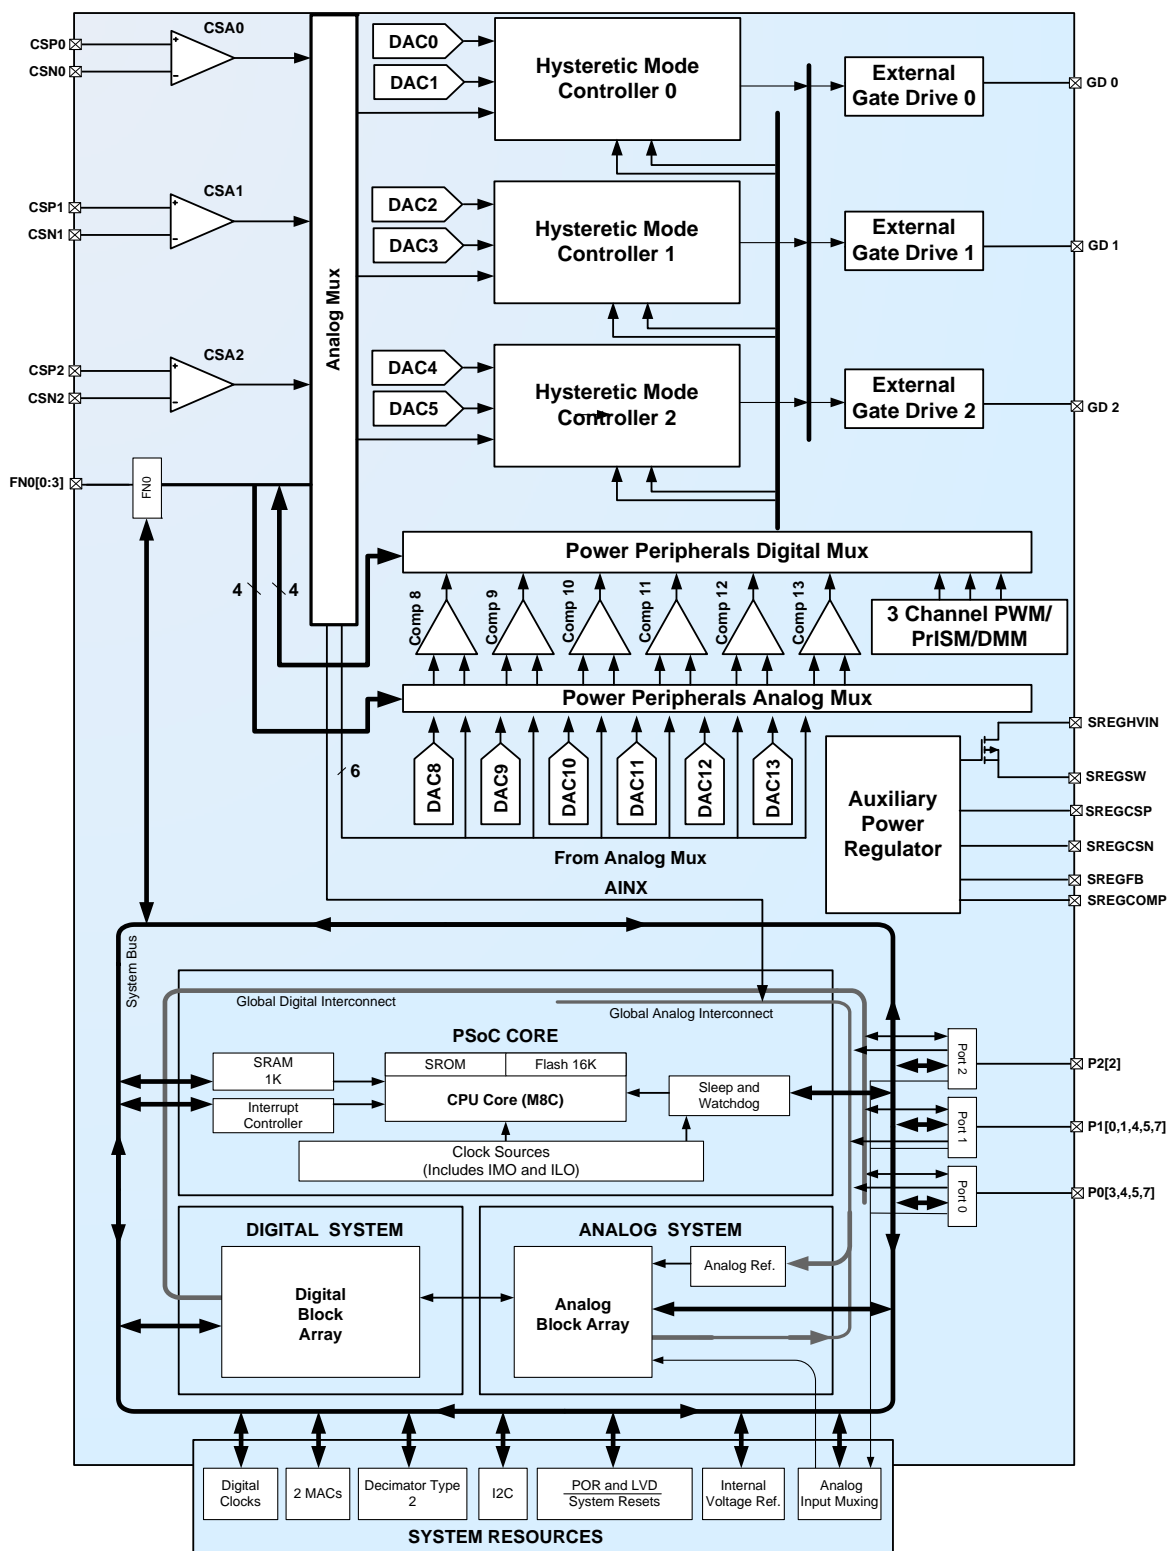 CSP0
CSN0
CSA0
DAC0
DAC1
Hysteretic Mode
Controller 0
External
Gate Drive 0
GD 0
CSP1
CSN1
CSA1
DAC2
DAC3
Hysteretic Mode
Controller 1
External
Gate Drive 1
GD 1
Analog Mux
CSP2
CSN2
CSA2
DAC4
DAC5
Hysteretic Mode
Controller 2
External
Gate Drive 2
GD 2
FN0[0:3]
FN0
4
4
Power Peripherals Digital Mux
Comp 8
Comp 9
Comp 10
Comp 11
Comp 12
Comp 13
3 Channel PWM/
PrISM/DMM
Power Peripherals Analog Mux
6
DAC8
DAC9
DAC10
DAC11
DAC12
DAC13
From Analog Mux
AINX
Auxiliary
Power
Regulator
SREGHVIN
SREGSW
SREGCSP
SREGCSN
SREGFB
SREGCOMP
System Bus
Global Digital Interconnect
Global Analog Interconnect
PSoC CORE
SRAM
1K
SROM
Flash 16K
CPU Core (M8C)
Interrupt
Controller
Sleep and
Watchdog
Clock Sources
(Includes IMO and ILO)
Port 2
P2[2]
Port 1
P1[0,1,4,5,7]
Port 0
P0[3,4,5,7]
DIGITAL SYSTEM
Digital
Block
Array
ANALOG SYSTEM
Analog
Block Array
Analog Ref.
Digital
Clocks
2 MACs
Decimator Type
2
I2C
POR and LVD
System Resets
Internal
Voltage Ref.
Analog
Input Muxing
SYSTEM RESOURCES